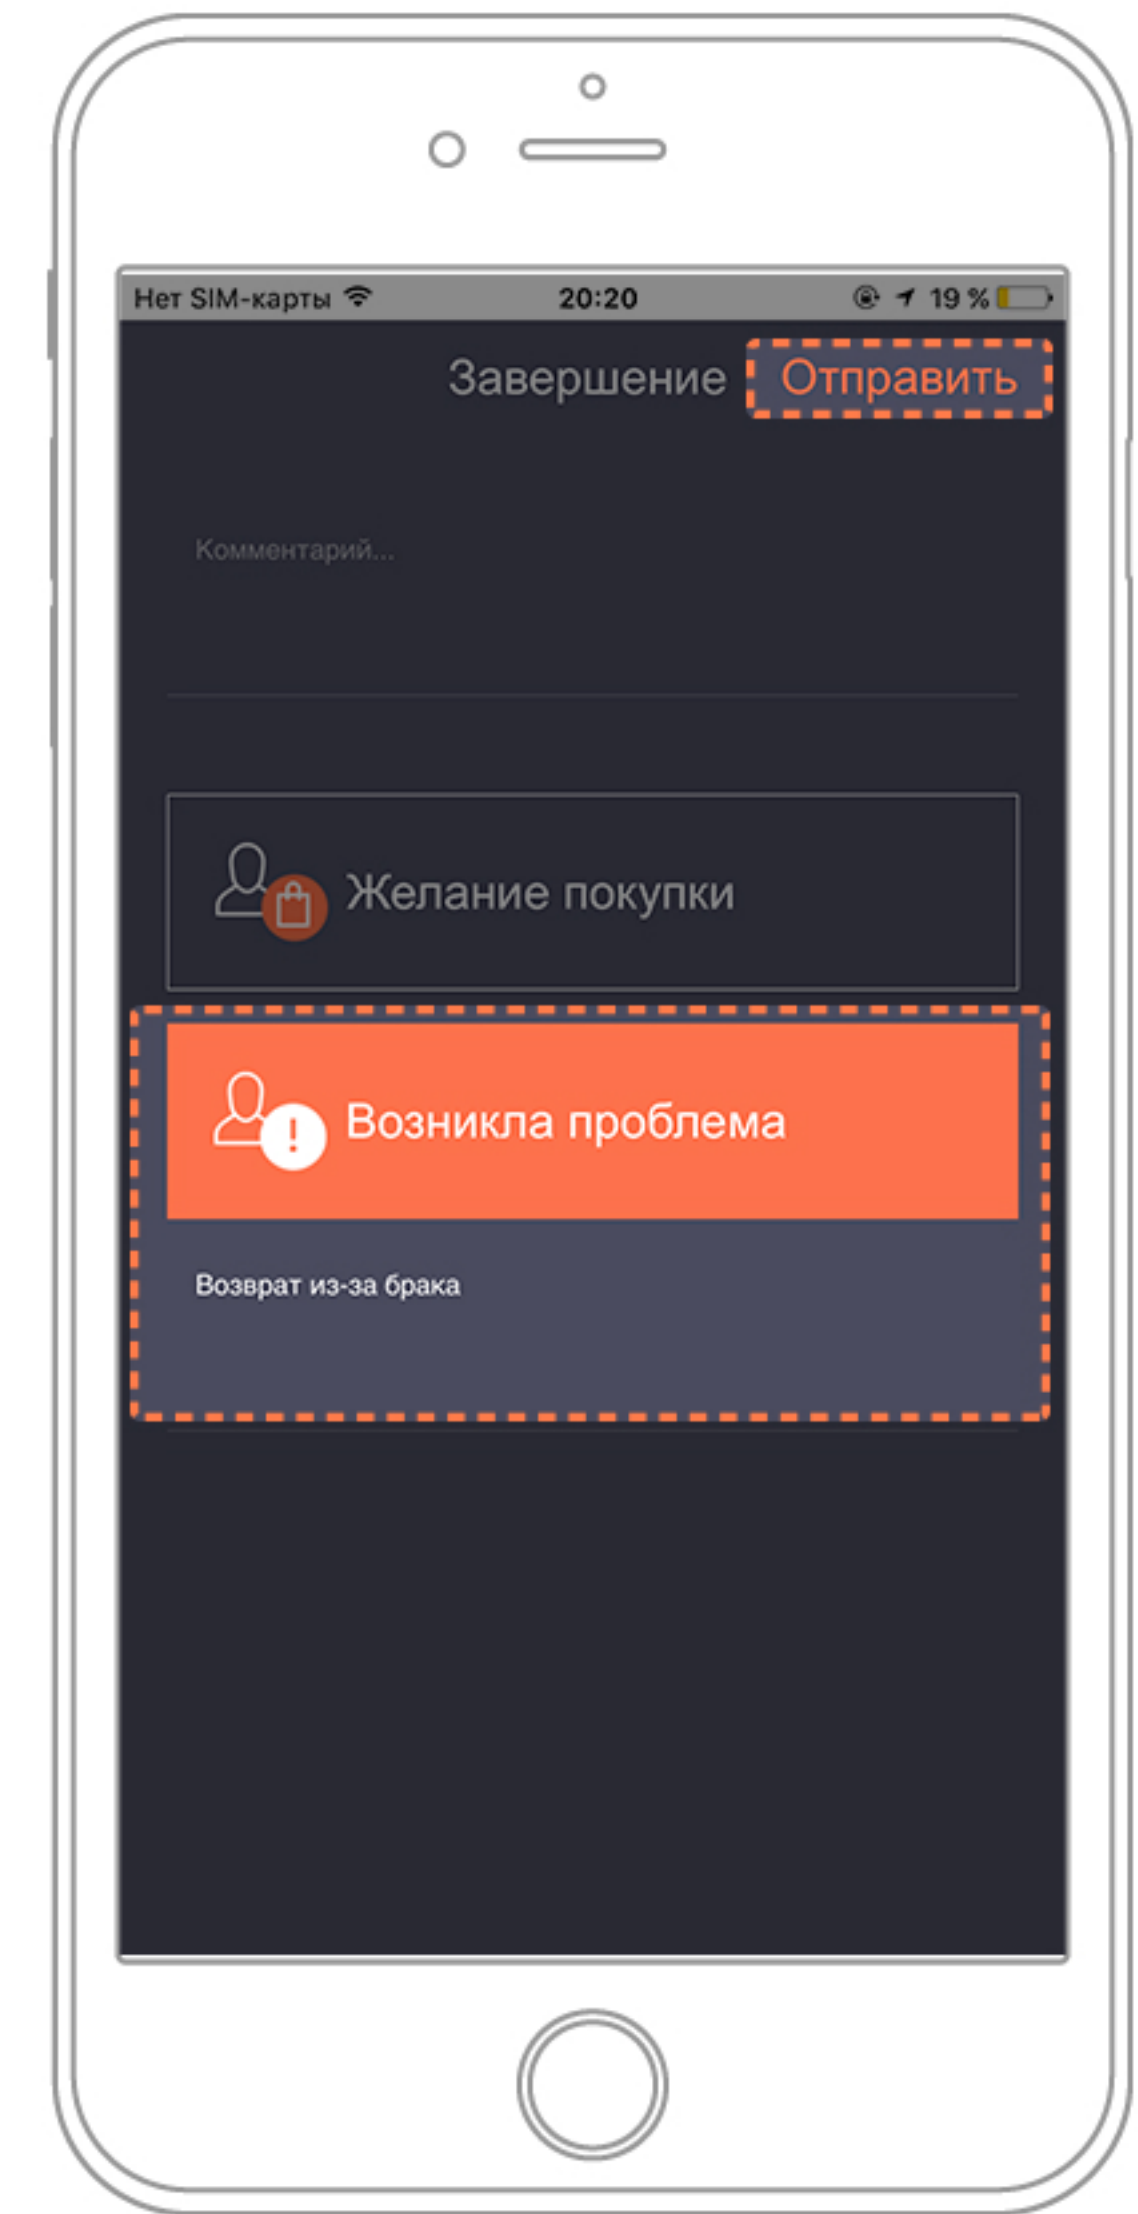 Нет SIM-карты 20:20 19 %
Завершение Отправить
Комментарий...
Желание покупки
Возникла проблема
Возврат из-за брака